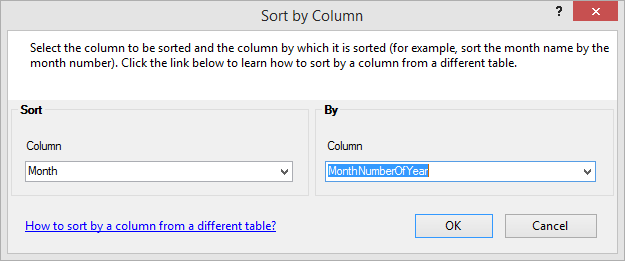 Sort by Column
?
Select the column to be sorted and the column by which it is sorted (for example, sort the month name by the
month number). Click the link below to learn how to sort by a column from a different table.
Sort
By
Column
Column
Month
MonthNumberOfYear
How to sort by a column from a different table?
OK
Cancel